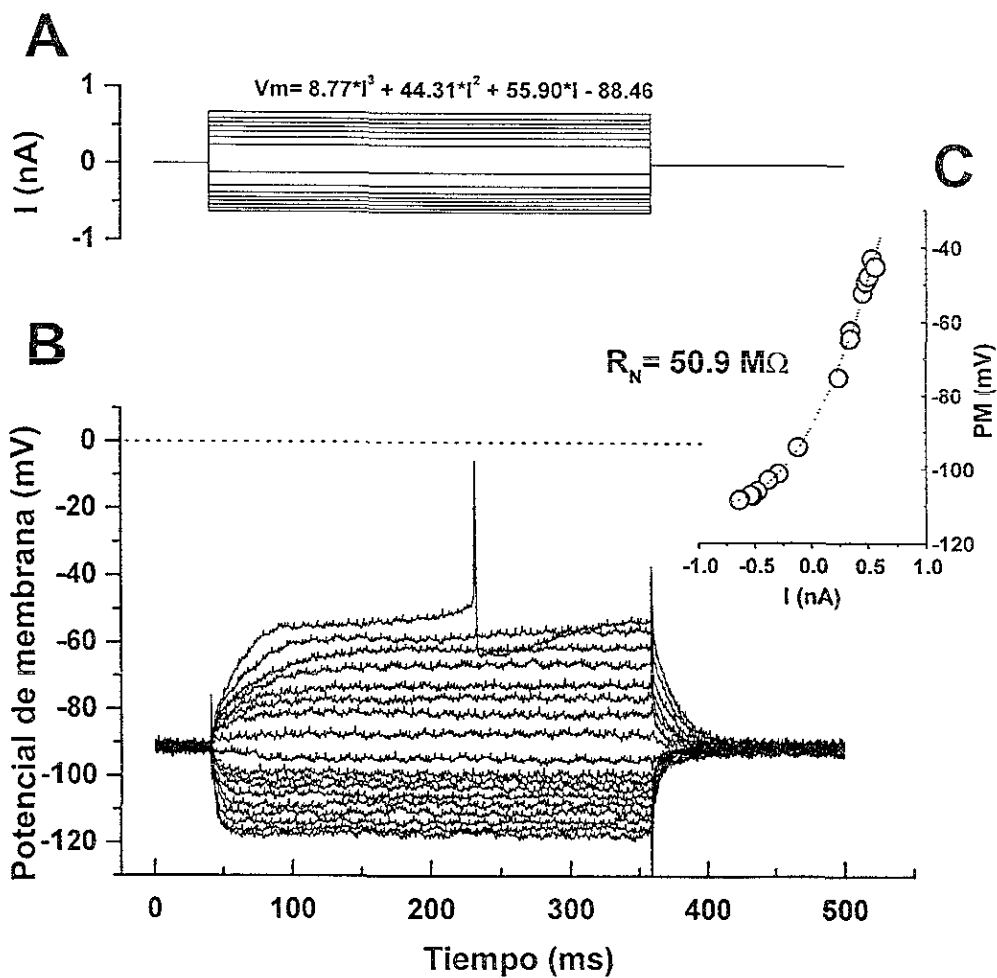 A
Vm= 8.77*I³ + 44.31*I² + 55.90*I - 88.46
1
0
-1
I (nA)
C
-40
-60
-80
-100
-120
PM (mV)
-1.0 -0.5 0.0 0.5 1.0
I (nA)
R_N= 50.9 MΩ
B
0
-20
-40
-60
-80
-100
-120
Potencial de membrana (mV)
0 100 200 300 400 500
Tiempo (ms)